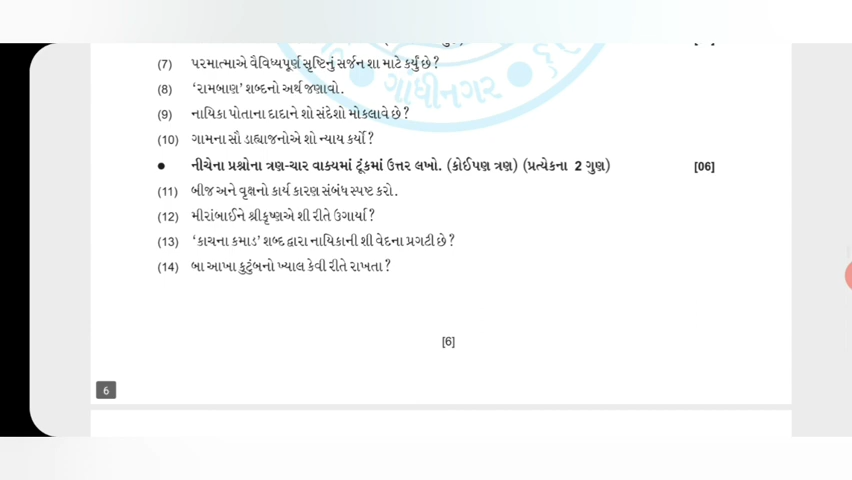 (7) પરમાત્માએ વૈવિધ્યપૂર્ણ સૃષ્ટિનું સર્જન શા માટે કર્યું છે?
(8) ‘રામબાણ’ શબ્દનો અર્થ જણાવો.
(9) નાયિકા પોતાના દાદાને શો સંદેશો મોકલાવે છે?
ગાંધીનગર
(10) ગામના સૌ ડાહ્યાજનોએ શો ન્યાય કર્યો?
● નીચેના પ્રશ્નોના ત્રણ-ચાર વાક્યમાં ટૂંકમાં ઉત્તર લખો. (કોઈપણ ત્રણ) (પ્રત્યેકના 2 ગુણ) [06]
(11) બીજ અને વૃક્ષનો કાર્ય કારણ સંબંધ સ્પષ્ટ કરો.
(12) મીરાંબાઈને શ્રીકૃષ્ણએ શી રીતે ઉગાર્યા?
(13) ‘કાચના કમાડ’ શબ્દ દ્વારા નાયિકાની શી વેદના પ્રગટી છે?
(14) બા આખા કુટુંબનો ખ્યાલ કેવી રીતે રાખતા?
[6]
6